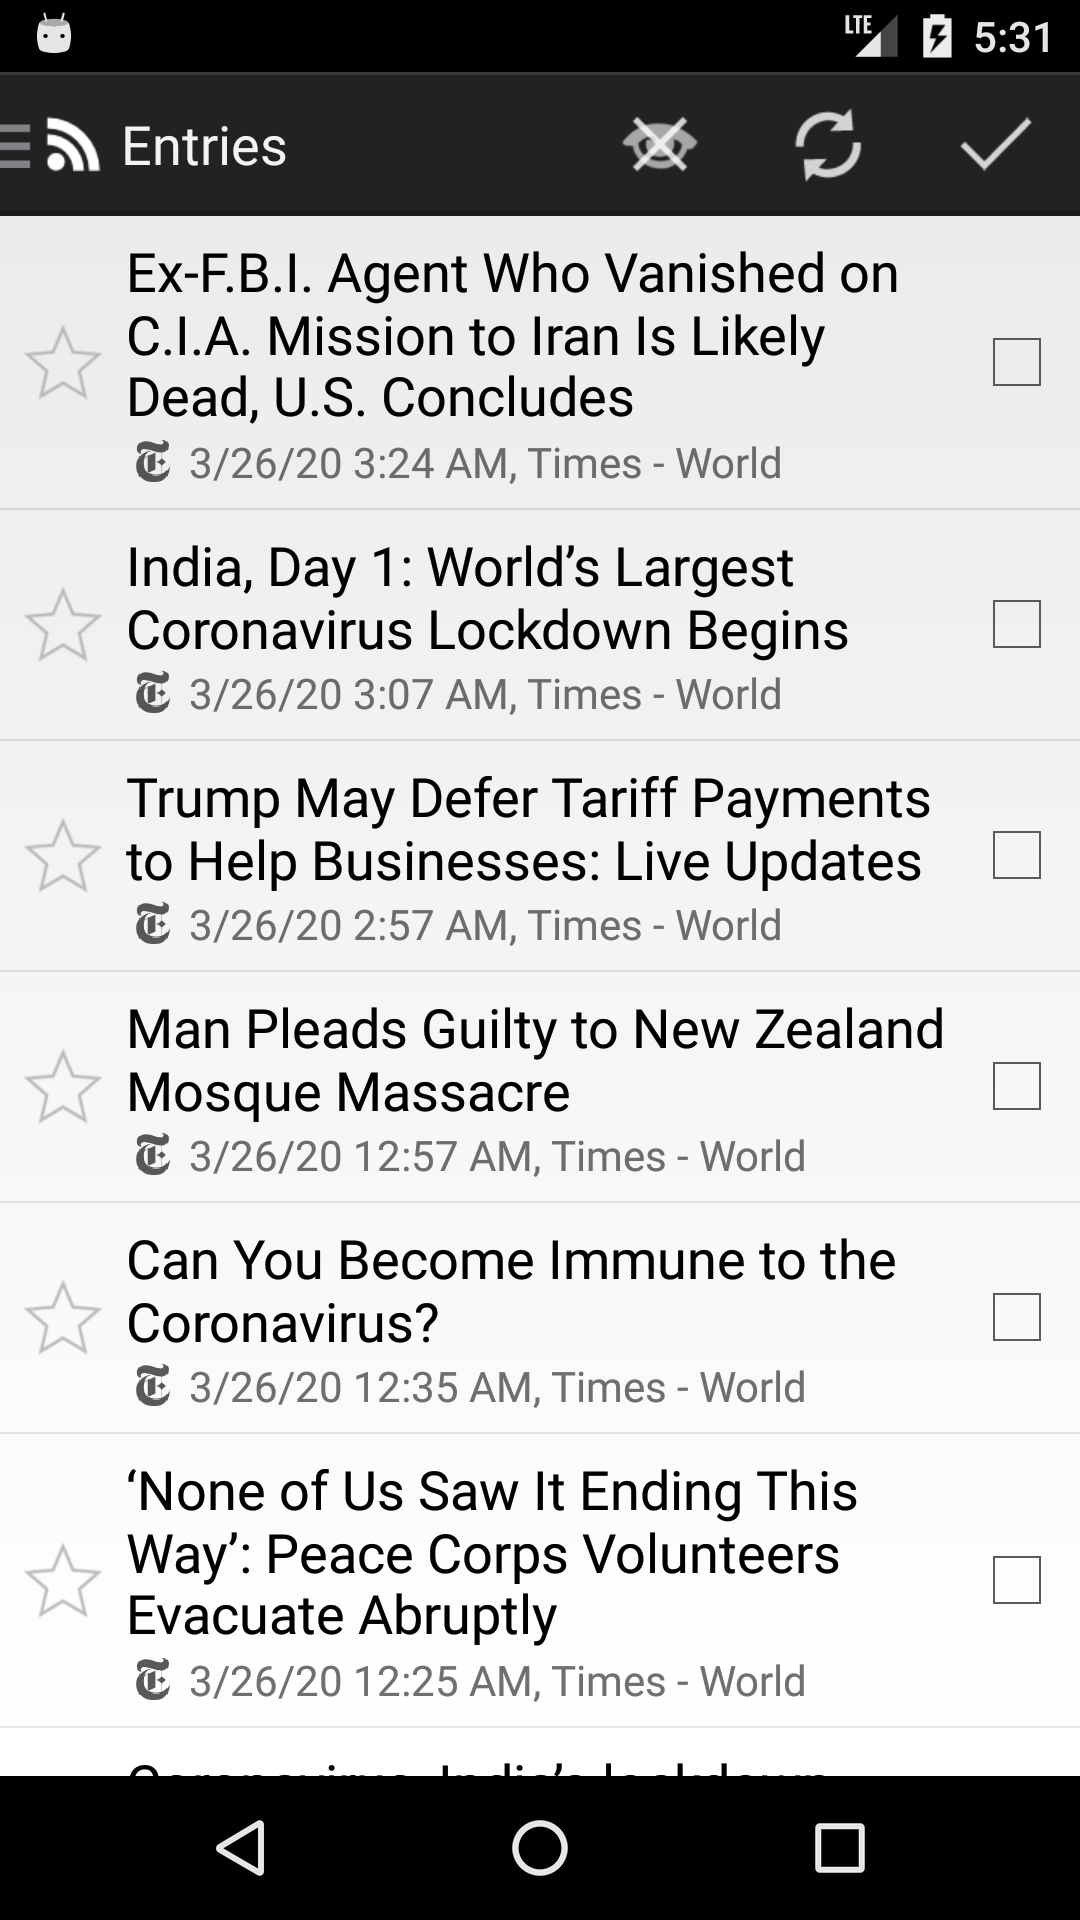 LTE 5:31
Entries
Ex-F.B.I. Agent Who Vanished on
C.I.A. Mission to Iran Is Likely
Dead, U.S. Concludes
3/26/20 3:24 AM, Times - World
India, Day 1: World’s Largest
Coronavirus Lockdown Begins
3/26/20 3:07 AM, Times - World
Trump May Defer Tariff Payments
to Help Businesses: Live Updates
3/26/20 2:57 AM, Times - World
Man Pleads Guilty to New Zealand
Mosque Massacre
3/26/20 12:57 AM, Times - World
Can You Become Immune to the
Coronavirus?
3/26/20 12:35 AM, Times - World
‘None of Us Saw It Ending This
Way’: Peace Corps Volunteers
Evacuate Abruptly
3/26/20 12:25 AM, Times - World